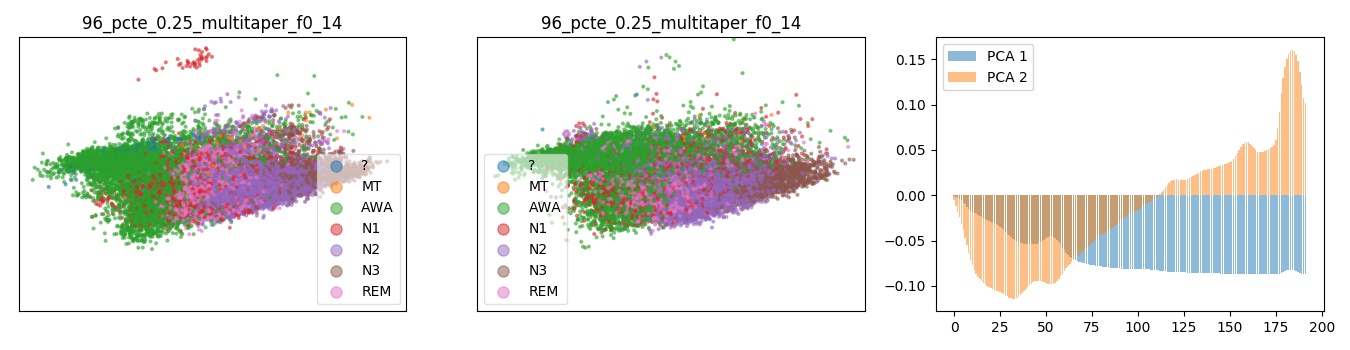 96_pcte_0.25_multitaper_f0_14
?
MT
AWA
N1
N2
N3
REM
96_pcte_0.25_multitaper_f0_14
?
MT
AWA
N1
N2
N3
REM
PCA 1
PCA 2
0.15
0.10
0.05
0.00
−0.05
−0.10
0 25 50 75 100 125 150 175 200